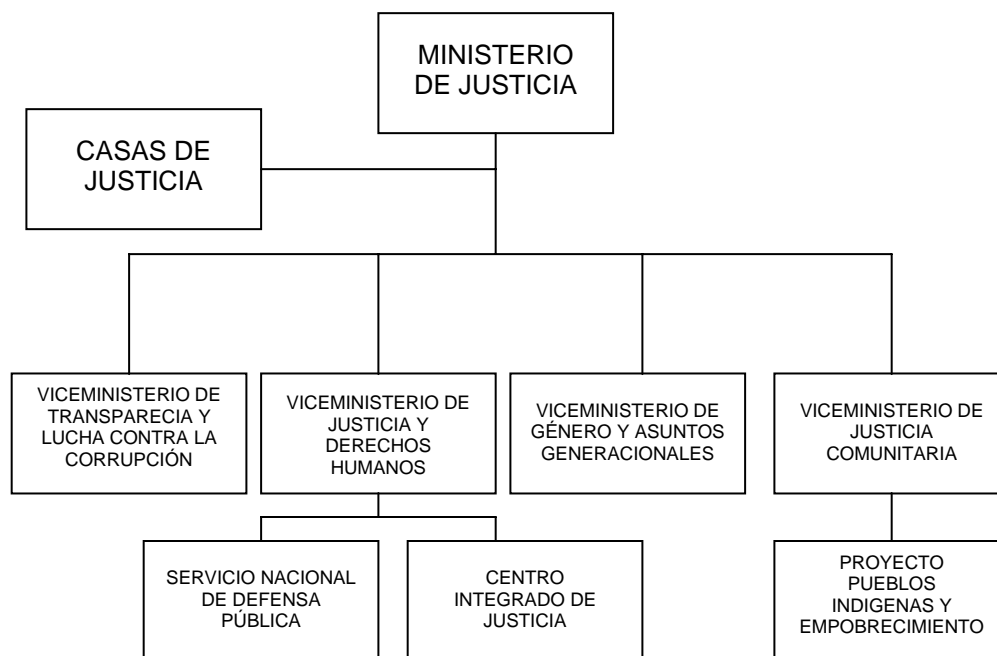 MINISTERIO
DE JUSTICIA
CASAS DE
JUSTICIA
VICEMINISTERIO DE
TRANSPARECIA Y
LUCHA CONTRA LA
CORRUPCIÓN
VICEMINISTERIO DE
JUSTICIA Y
DERECHOS
HUMANOS
VICEMINISTERIO DE
GÉNERO Y ASUNTOS
GENERACIONALES
VICEMINISTERIO DE
JUSTICIA
COMUNITARIA
SERVICIO NACIONAL
DE DEFENSA
PÚBLICA
CENTRO
INTEGRADO DE
JUSTICIA
PROYECTO
PUEBLOS
INDIGENAS Y
EMPOBRECIMIENTO